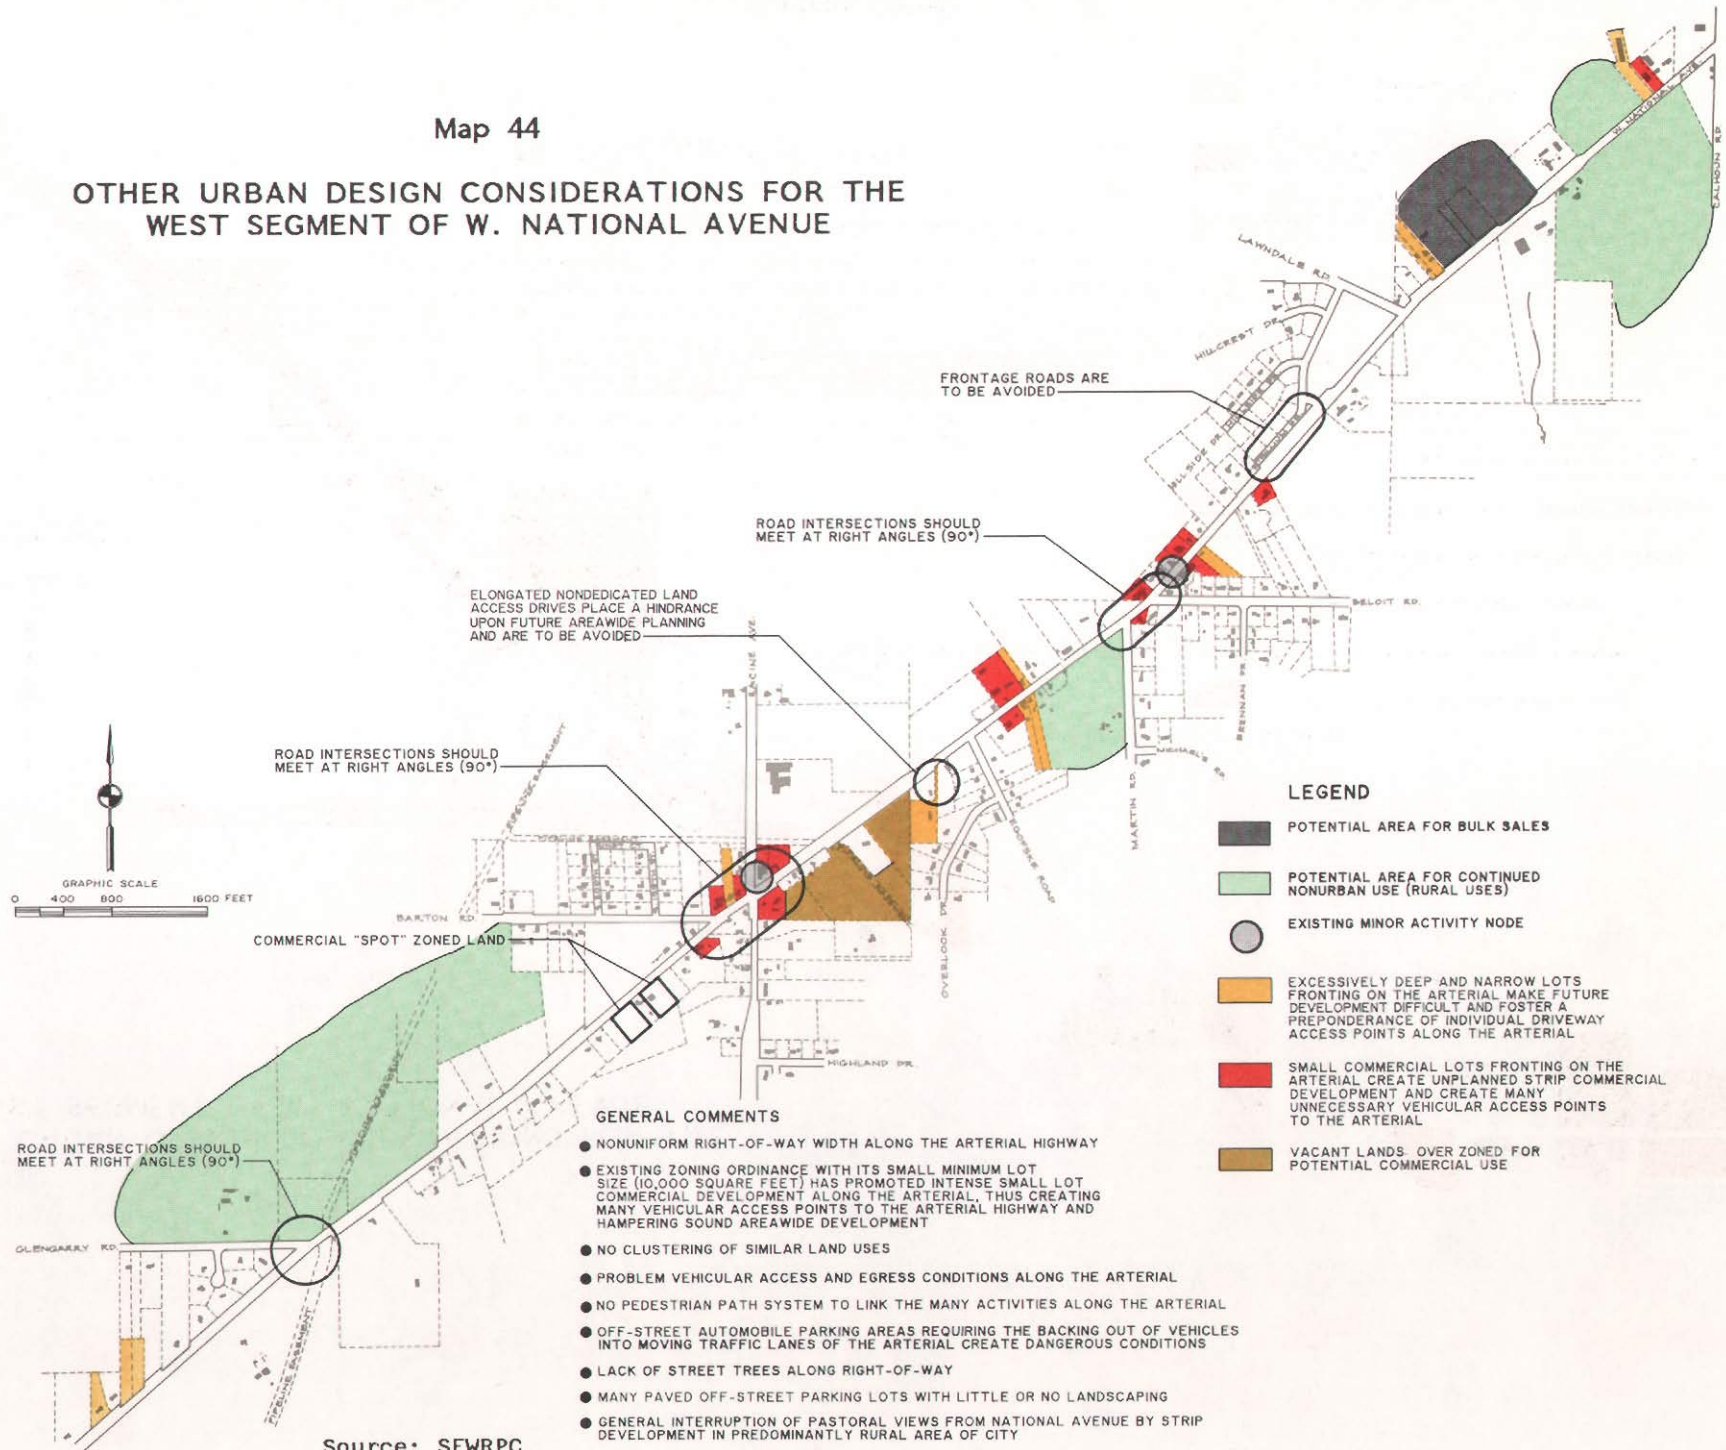 Map 44
OTHER URBAN DESIGN CONSIDERATIONS FOR THE
WEST SEGMENT OF W. NATIONAL AVENUE
W. NATIONAL AVE.
CALHOUN RD.
LAWNDALE RD.
HILLCREST DR.
FRONTAGE ROADS ARE
TO BE AVOIDED
HILLSIDE DR.
ROAD INTERSECTIONS SHOULD
MEET AT RIGHT ANGLES (90°)
BELOIT RD.
ELONGATED NONDEDICATED LAND
ACCESS DRIVES PLACE A HINDRANCE
UPON FUTURE AREAWIDE PLANNING
AND ARE TO BE AVOIDED
RACINE AVE.
BRENNAN DR.
MICHAELS DR.
MARTIN RD.
ROAD INTERSECTIONS SHOULD
MEET AT RIGHT ANGLES (90°)
PIPELINE EASEMENT
ROAD
OVERLOOK DR.
GRAPHIC SCALE
0 400 800 1600 FEET
BARTON RD.
COMMERCIAL "SPOT" ZONED LAND
HIGHLAND DR.
ROAD INTERSECTIONS SHOULD
MEET AT RIGHT ANGLES (90°)
GLENGARRY RD.
PIPELINE EASEMENT
LEGEND
POTENTIAL AREA FOR BULK SALES
POTENTIAL AREA FOR CONTINUED
NONURBAN USE (RURAL USES)
EXISTING MINOR ACTIVITY NODE
EXCESSIVELY DEEP AND NARROW LOTS
FRONTING ON THE ARTERIAL MAKE FUTURE
DEVELOPMENT DIFFICULT AND FOSTER A
PREPONDERANCE OF INDIVIDUAL DRIVEWAY
ACCESS POINTS ALONG THE ARTERIAL
SMALL COMMERCIAL LOTS FRONTING ON THE
ARTERIAL CREATE UNPLANNED STRIP COMMERCIAL
DEVELOPMENT AND CREATE MANY
UNNECESSARY VEHICULAR ACCESS POINTS
TO THE ARTERIAL
VACANT LANDS OVER ZONED FOR
POTENTIAL COMMERCIAL USE
GENERAL COMMENTS
● NONUNIFORM RIGHT-OF-WAY WIDTH ALONG THE ARTERIAL HIGHWAY
● EXISTING ZONING ORDINANCE WITH ITS SMALL MINIMUM LOT
SIZE (10,000 SQUARE FEET) HAS PROMOTED INTENSE SMALL LOT
COMMERCIAL DEVELOPMENT ALONG THE ARTERIAL, THUS CREATING
MANY VEHICULAR ACCESS POINTS TO THE ARTERIAL HIGHWAY AND
HAMPERING SOUND AREAWIDE DEVELOPMENT
● NO CLUSTERING OF SIMILAR LAND USES
● PROBLEM VEHICULAR ACCESS AND EGRESS CONDITIONS ALONG THE ARTERIAL
● NO PEDESTRIAN PATH SYSTEM TO LINK THE MANY ACTIVITIES ALONG THE ARTERIAL
● OFF-STREET AUTOMOBILE PARKING AREAS REQUIRING THE BACKING OUT OF VEHICLES
INTO MOVING TRAFFIC LANES OF THE ARTERIAL CREATE DANGEROUS CONDITIONS
● LACK OF STREET TREES ALONG RIGHT-OF-WAY
● MANY PAVED OFF-STREET PARKING LOTS WITH LITTLE OR NO LANDSCAPING
● GENERAL INTERRUPTION OF PASTORAL VIEWS FROM NATIONAL AVENUE BY STRIP
DEVELOPMENT IN PREDOMINANTLY RURAL AREA OF CITY
Source: SEWRPC